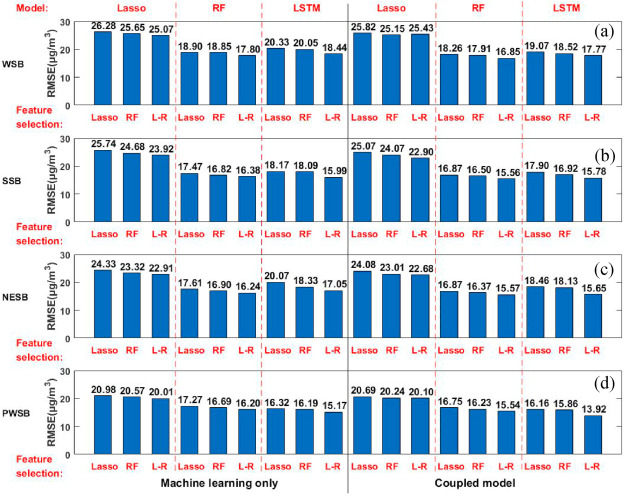 Model: Lasso RF LSTM Lasso RF LSTM
(a)
WSB
RMSE(μg/m³)
30
20
10
0
26.28 25.65 25.07 18.90 18.85 17.80 20.33 20.05 18.44 25.82 25.15 25.43 18.26 17.91 16.85 19.07 18.52 17.77
Feature selection: Lasso RF L-R Lasso RF L-R Lasso RF L-R Lasso RF L-R Lasso RF L-R Lasso RF L-R
(b)
SSB
RMSE(μg/m³)
30
20
10
0
25.74 24.68 23.92 17.47 16.82 16.38 18.17 18.09 15.99 25.07 24.07 22.90 16.87 16.50 15.56 17.90 16.92 15.78
Feature selection: Lasso RF L-R Lasso RF L-R Lasso RF L-R Lasso RF L-R Lasso RF L-R Lasso RF L-R
(c)
NESB
RMSE(μg/m³)
30
20
10
0
24.33 23.32 22.91 17.61 16.90 16.24 20.07 18.33 17.05 24.08 23.01 22.68 16.87 16.37 15.57 18.46 18.13 15.65
Feature selection: Lasso RF L-R Lasso RF L-R Lasso RF L-R Lasso RF L-R Lasso RF L-R Lasso RF L-R
(d)
PWSB
RMSE(μg/m³)
30
20
10
0
20.98 20.57 20.01 17.27 16.69 16.20 16.32 16.19 15.17 20.69 20.24 20.10 16.75 16.23 15.54 16.16 15.86 13.92
Feature selection: Lasso RF L-R Lasso RF L-R Lasso RF L-R Lasso RF L-R Lasso RF L-R Lasso RF L-R
Machine learning only Coupled model